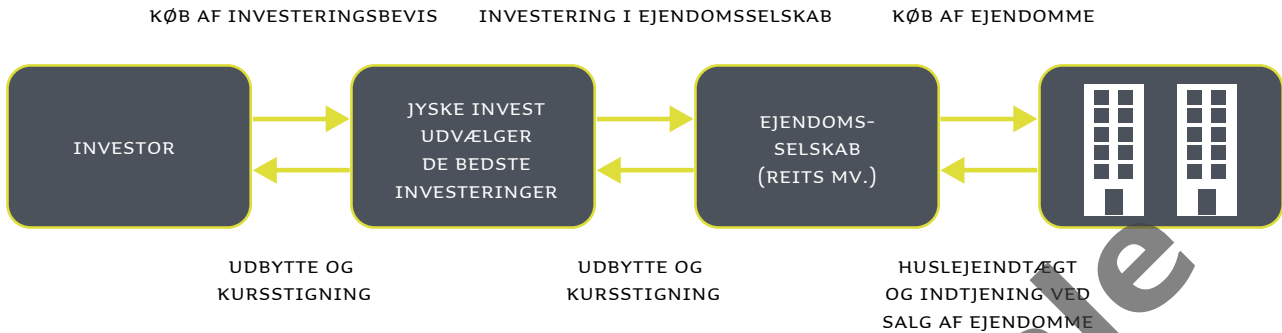 KØB AF INVESTERINGSBEVIS
INVESTERING I EJENDOMSSELSKAB
KØB AF EJENDOMME
INVESTOR
JYSKE INVEST
UDVÆLGER
DE BEDSTE
INVESTERINGER
EJENDOMS-
SELSKAB
(REITS MV.)
UDBYTTE OG
KURSSTIGNING
UDBYTTE OG
KURSSTIGNING
HUSLEJEINDTÆGT
OG INDTJENING VED
SALG AF EJENDOMME
le